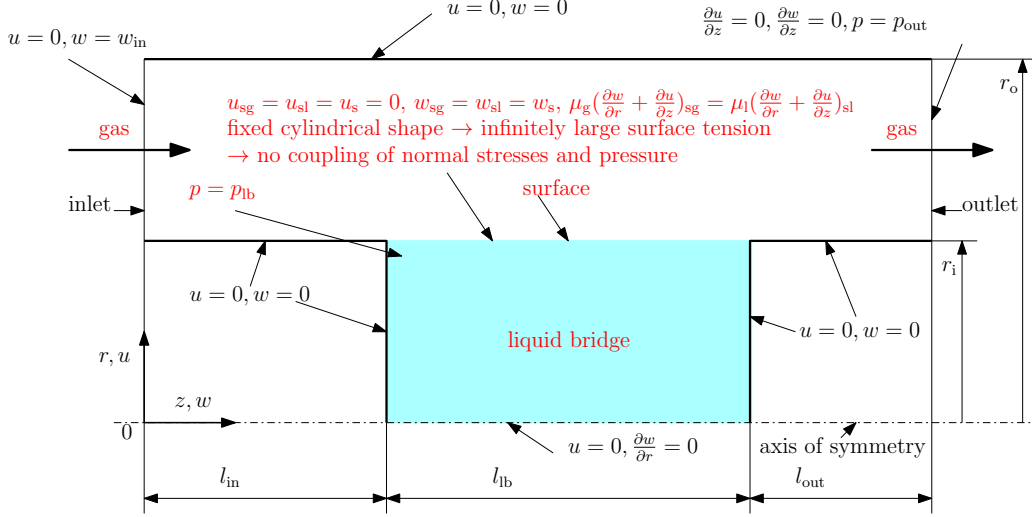 u = 0, w = 0
u = 0, w = w_in
∂u/∂z = 0, ∂w/∂z = 0, p = p_out
r_o
u_sg = u_sl = u_s = 0, w_sg = w_sl = w_s, μ_g(∂w/∂r + ∂u/∂z)_sg = μ_l(∂w/∂r + ∂u/∂z)_sl
fixed cylindrical shape → infinitely large surface tension
→ no coupling of normal stresses and pressure
gas
gas
p = p_lb
surface
inlet
outlet
r_i
u = 0, w = 0
u = 0, w = 0
liquid bridge
r, u
z, w
0
u = 0, ∂w/∂r = 0
axis of symmetry
l_in
l_lb
l_out